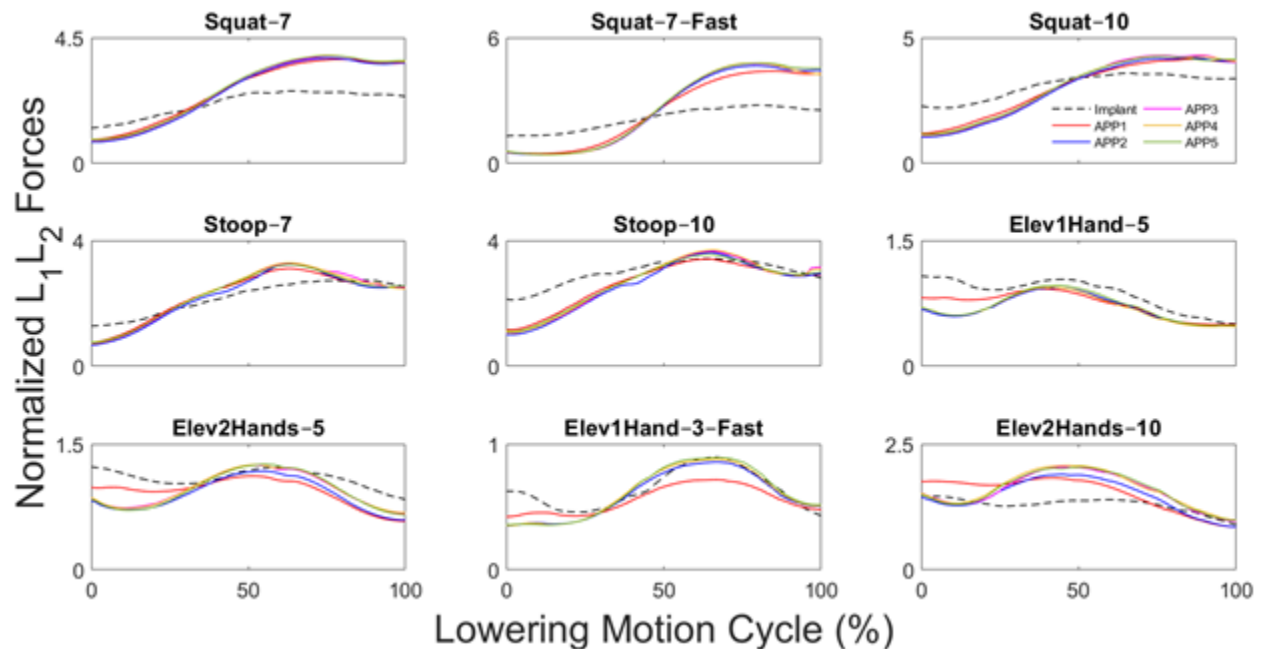 Squat-7
Squat-7-Fast
Squat-10
4.5
0
6
0
5
0
Implant
APP1
APP2
APP3
APP4
APP5
Normalized L₁L₂ Forces
Stoop-7
Stoop-10
Elev1Hand-5
4
0
4
0
1.5
0
Elev2Hands-5
Elev1Hand-3-Fast
Elev2Hands-10
1.5
0
1
0
2.5
0
0 50 100
0 50 100
0 50 100
Lowering Motion Cycle (%)